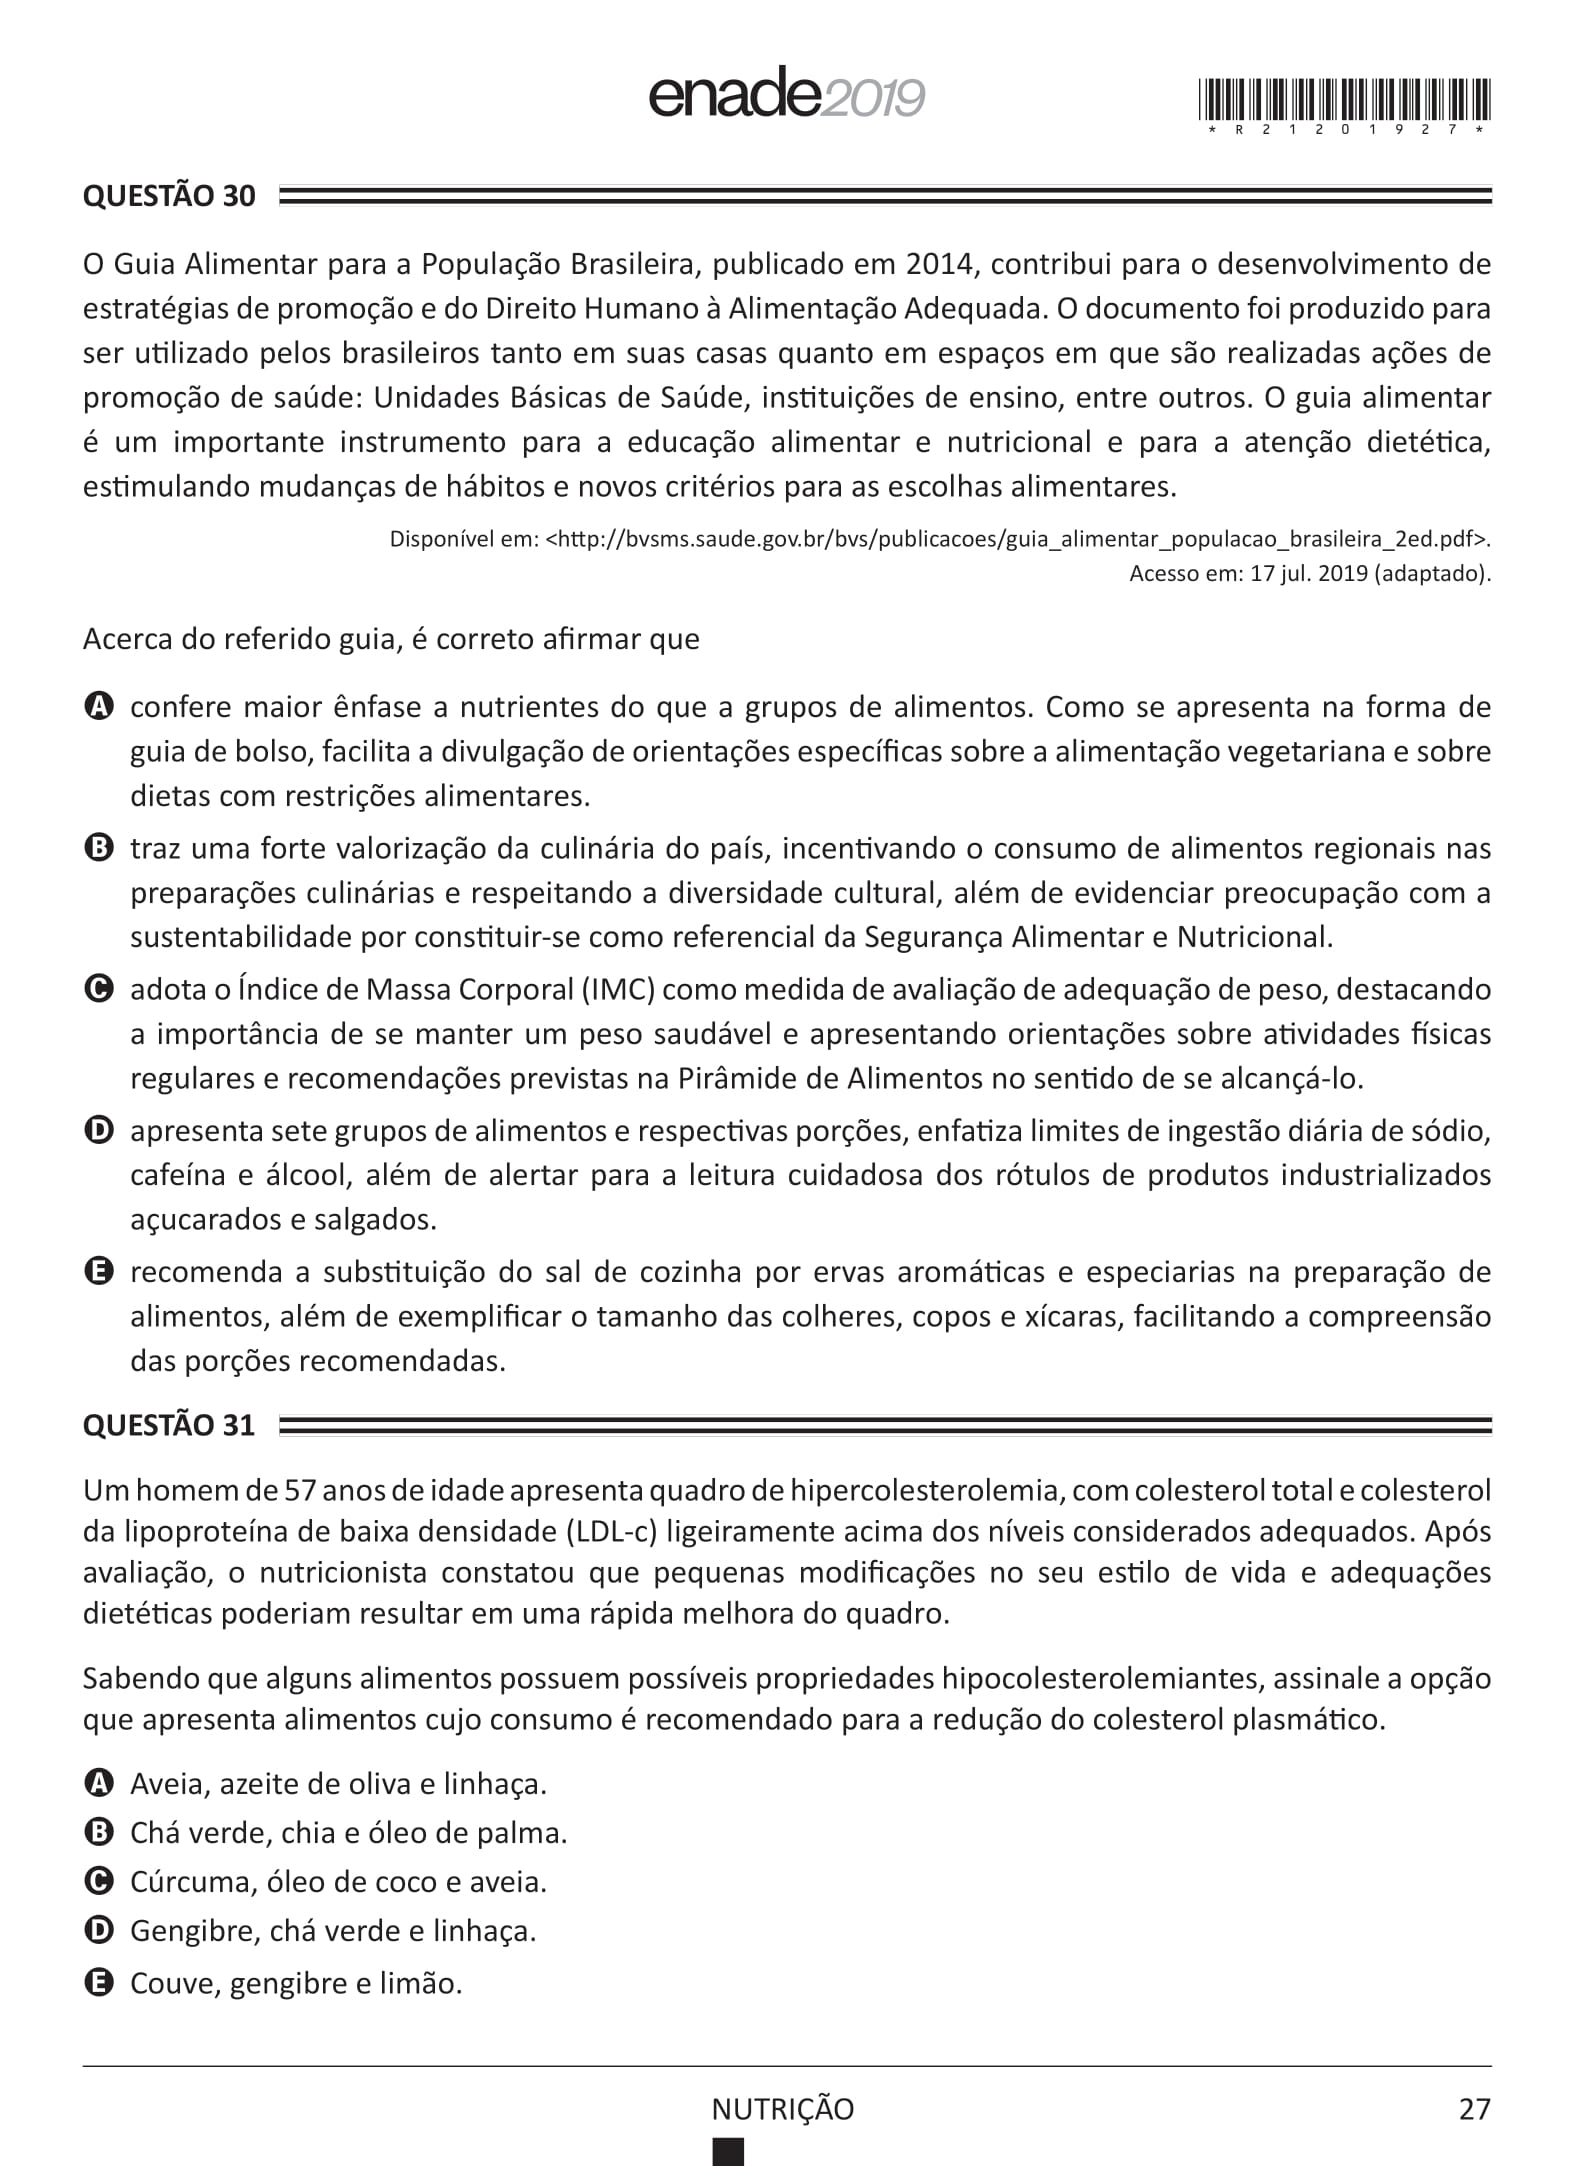 enade2019
*R21201927*
QUESTÃO 30
O Guia Alimentar para a População Brasileira, publicado em 2014, contribui para o desenvolvimento de
estratégias de promoção e do Direito Humano à Alimentação Adequada. O documento foi produzido para
ser utilizado pelos brasileiros tanto em suas casas quanto em espaços em que são realizadas ações de
promoção de saúde: Unidades Básicas de Saúde, instituições de ensino, entre outros. O guia alimentar
é um importante instrumento para a educação alimentar e nutricional e para a atenção dietética,
estimulando mudanças de hábitos e novos critérios para as escolhas alimentares.
Disponível em: <http://bvsms.saude.gov.br/bvs/publicacoes/guia_alimentar_populacao_brasileira_2ed.pdf>.
Acesso em: 17 jul. 2019 (adaptado).
Acerca do referido guia, é correto afirmar que
A confere maior ênfase a nutrientes do que a grupos de alimentos. Como se apresenta na forma de
guia de bolso, facilita a divulgação de orientações específicas sobre a alimentação vegetariana e sobre
dietas com restrições alimentares.
B traz uma forte valorização da culinária do país, incentivando o consumo de alimentos regionais nas
preparações culinárias e respeitando a diversidade cultural, além de evidenciar preocupação com a
sustentabilidade por constituir-se como referencial da Segurança Alimentar e Nutricional.
C adota o Índice de Massa Corporal (IMC) como medida de avaliação de adequação de peso, destacando
a importância de se manter um peso saudável e apresentando orientações sobre atividades físicas
regulares e recomendações previstas na Pirâmide de Alimentos no sentido de se alcançá-lo.
D apresenta sete grupos de alimentos e respectivas porções, enfatiza limites de ingestão diária de sódio,
cafeína e álcool, além de alertar para a leitura cuidadosa dos rótulos de produtos industrializados
açucarados e salgados.
E recomenda a substituição do sal de cozinha por ervas aromáticas e especiarias na preparação de
alimentos, além de exemplificar o tamanho das colheres, copos e xícaras, facilitando a compreensão
das porções recomendadas.
QUESTÃO 31
Um homem de 57 anos de idade apresenta quadro de hipercolesterolemia, com colesterol total e colesterol
da lipoproteína de baixa densidade (LDL-c) ligeiramente acima dos níveis considerados adequados. Após
avaliação, o nutricionista constatou que pequenas modificações no seu estilo de vida e adequações
dietéticas poderiam resultar em uma rápida melhora do quadro.
Sabendo que alguns alimentos possuem possíveis propriedades hipocolesterolemiantes, assinale a opção
que apresenta alimentos cujo consumo é recomendado para a redução do colesterol plasmático.
A Aveia, azeite de oliva e linhaça.
B Chá verde, chia e óleo de palma.
C Cúrcuma, óleo de coco e aveia.
D Gengibre, chá verde e linhaça.
E Couve, gengibre e limão.
NUTRIÇÃO
27